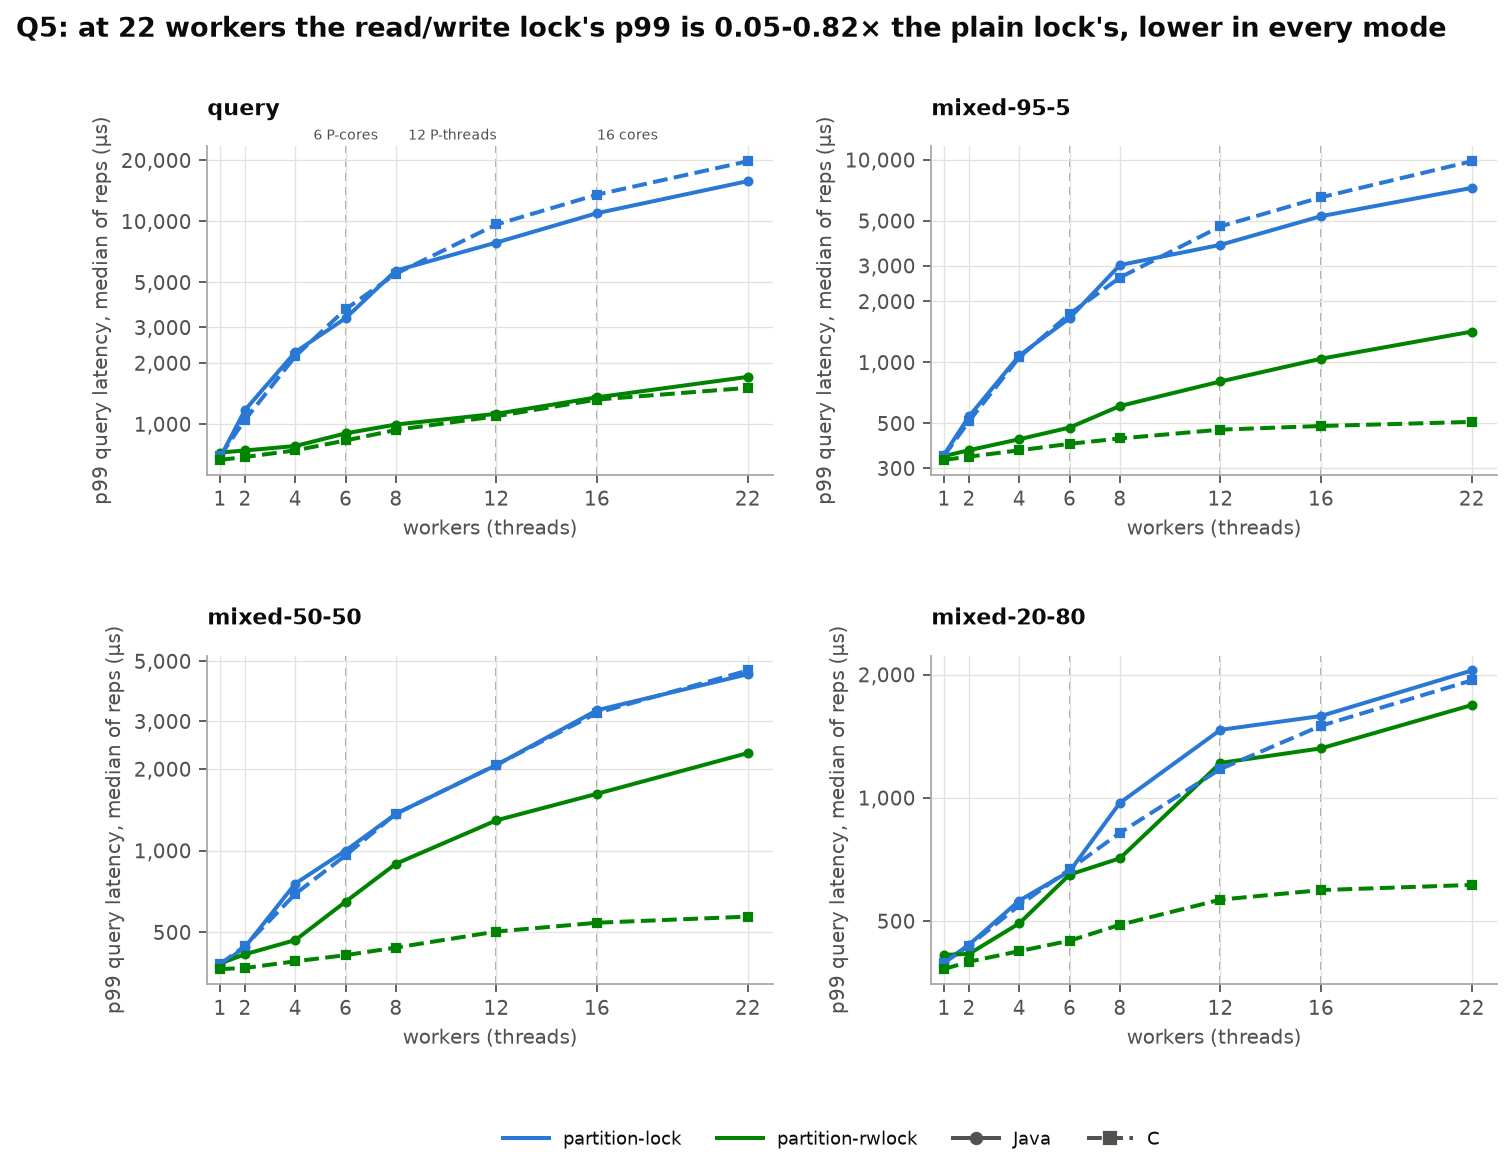 Q5: at 22 workers the read/write lock's p99 is 0.05-0.82× the plain lock's, lower in every mode
query
6 P-cores 12 P-threads 16 cores
p99 query latency, median of reps (µs)
20,000
10,000
5,000
3,000
2,000
1,000
1 2 4 6 8 12 16 22
workers (threads)
mixed-95-5
p99 query latency, median of reps (µs)
10,000
5,000
3,000
2,000
1,000
500
300
1 2 4 6 8 12 16 22
workers (threads)
mixed-50-50
p99 query latency, median of reps (µs)
5,000
3,000
2,000
1,000
500
1 2 4 6 8 12 16 22
workers (threads)
mixed-20-80
p99 query latency, median of reps (µs)
2,000
1,000
500
1 2 4 6 8 12 16 22
workers (threads)
partition-lock partition-rwlock Java C